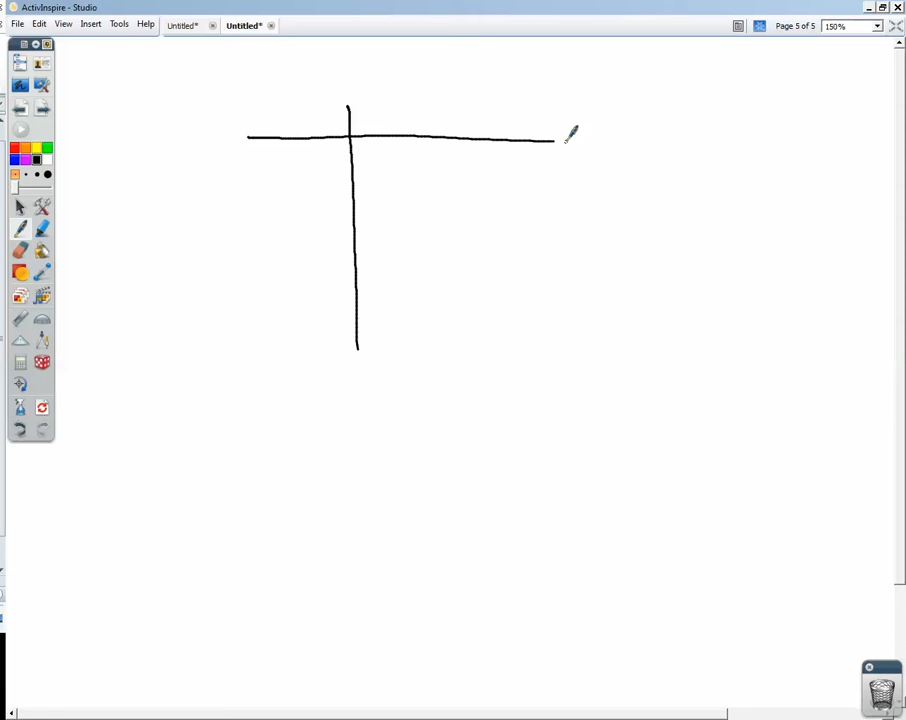 ActivInspire - Studio
File Edit View Insert Tools Help Untitled* Untitled* Page 5 of 5 150%